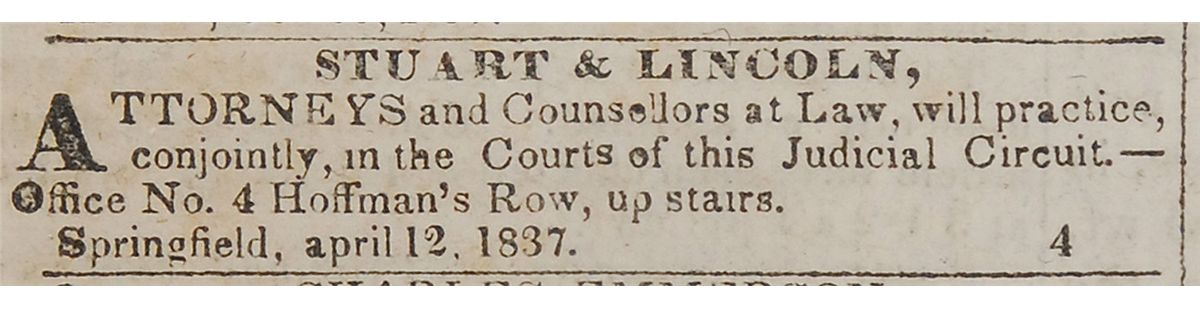 STUART & LINCOLN,
ATTORNEYS and Counsellors at Law, will practice,
conjointly, in the Courts of this Judicial Circuit.—
Office No. 4 Hoffman's Row, up stairs.
Springfield, april 12, 1837. 4